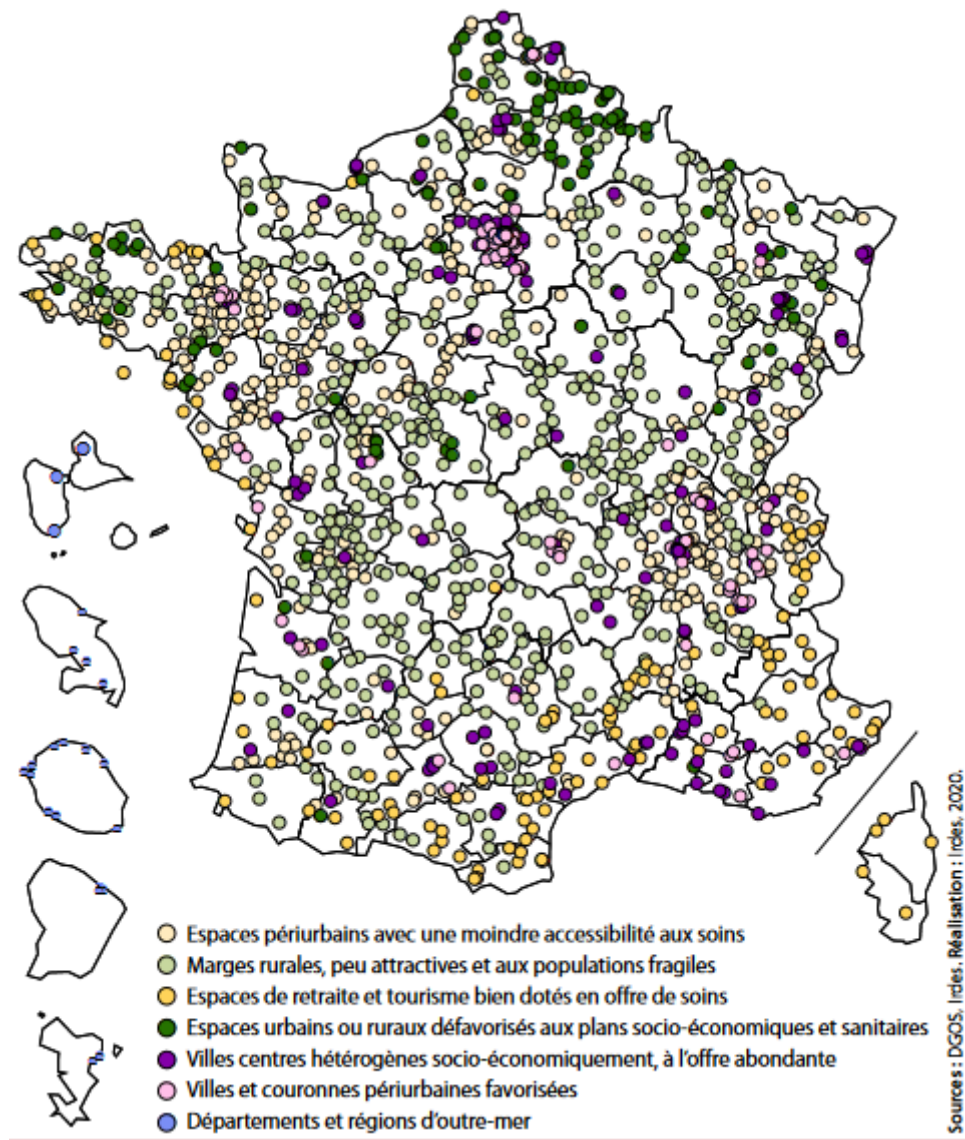 Espaces périurbains avec une moindre accessibilité aux soins
Marges rurales, peu attractives et aux populations fragiles
Espaces de retraite et tourisme bien dotés en offre de soins
Espaces urbains ou ruraux défavorisés aux plans socio-économiques et sanitaires
Villes centres hétérogènes socio-économiquement, à l'offre abondante
Villes et couronnes périurbaines favorisées
Départements et régions d'outre-mer
Sources : DGOS, Irdes. Réalisation : Irdes, 2020.